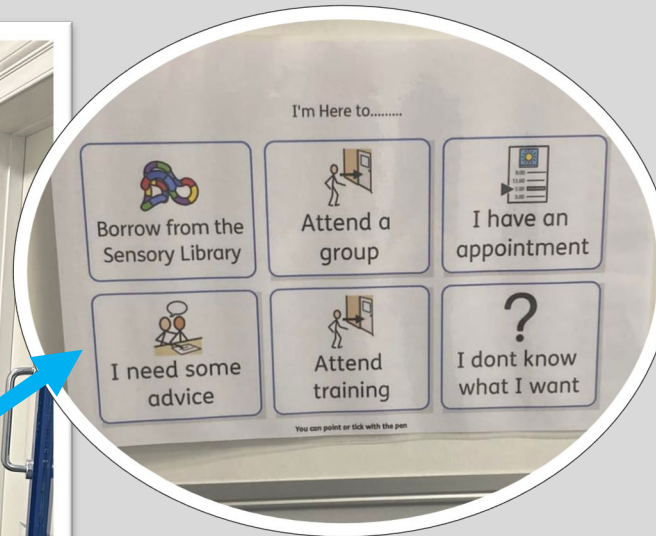 I'm Here to.........
Borrow from the
Sensory Library
Attend a
group
I have an
appointment
I need some
advice
Attend
training
I dont know
what I want
You can point or tick with the pen